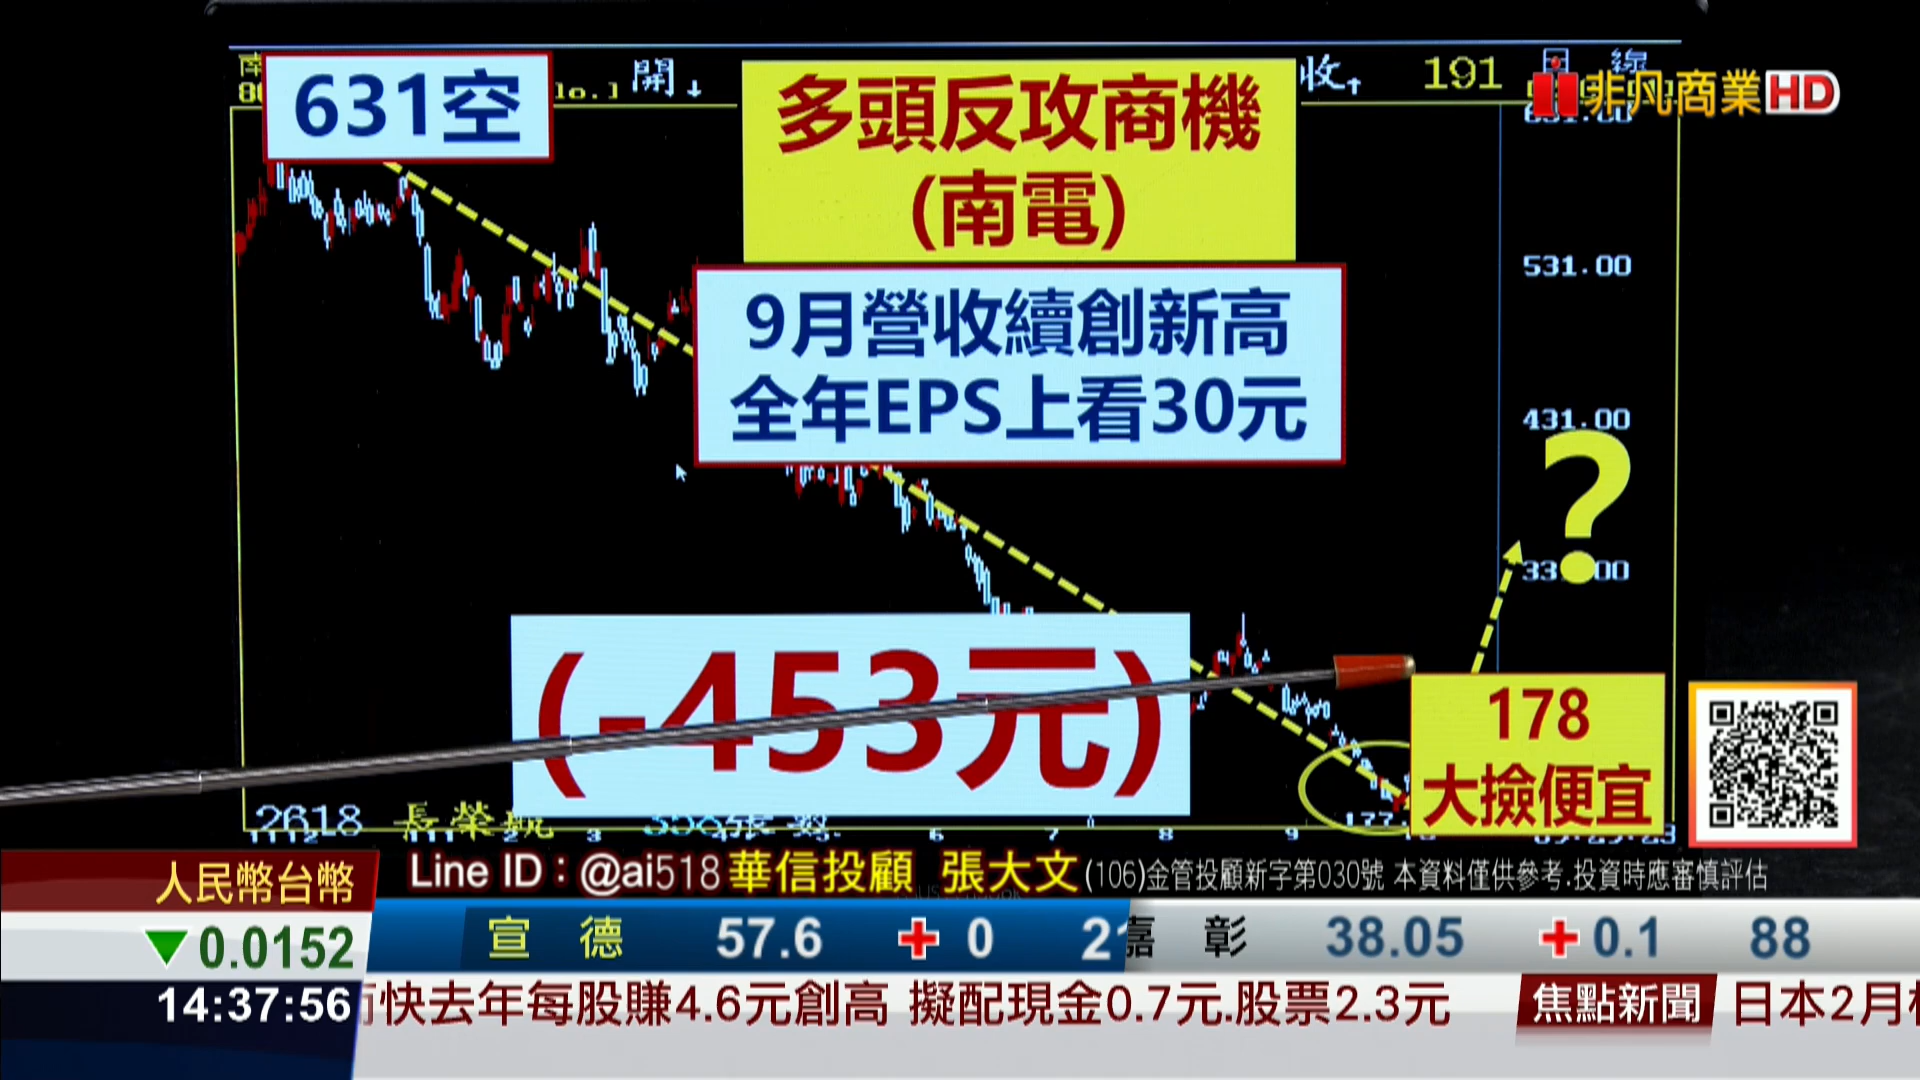 631空
開↓
收↑
191
非凡商業HD
多頭反攻商機
(南電)
9月營收續創新高
全年EPS上看30元
531.00
431.00
?
(-453元)
178
大撿便宜
2618 長榮航
3
6
7
8
9
人民幣台幣
Line ID：@ai518 華信投顧 張大文 (106)金管投顧新字第030號 本資料僅供參考.投資時應審慎評估
▼0.0152
宣德 57.6 + 0
嘉彰 38.05 + 0.1 88
14:37:56
快去年每股賺4.6元創高 擬配現金0.7元.股票2.3元
焦點新聞
日本2月